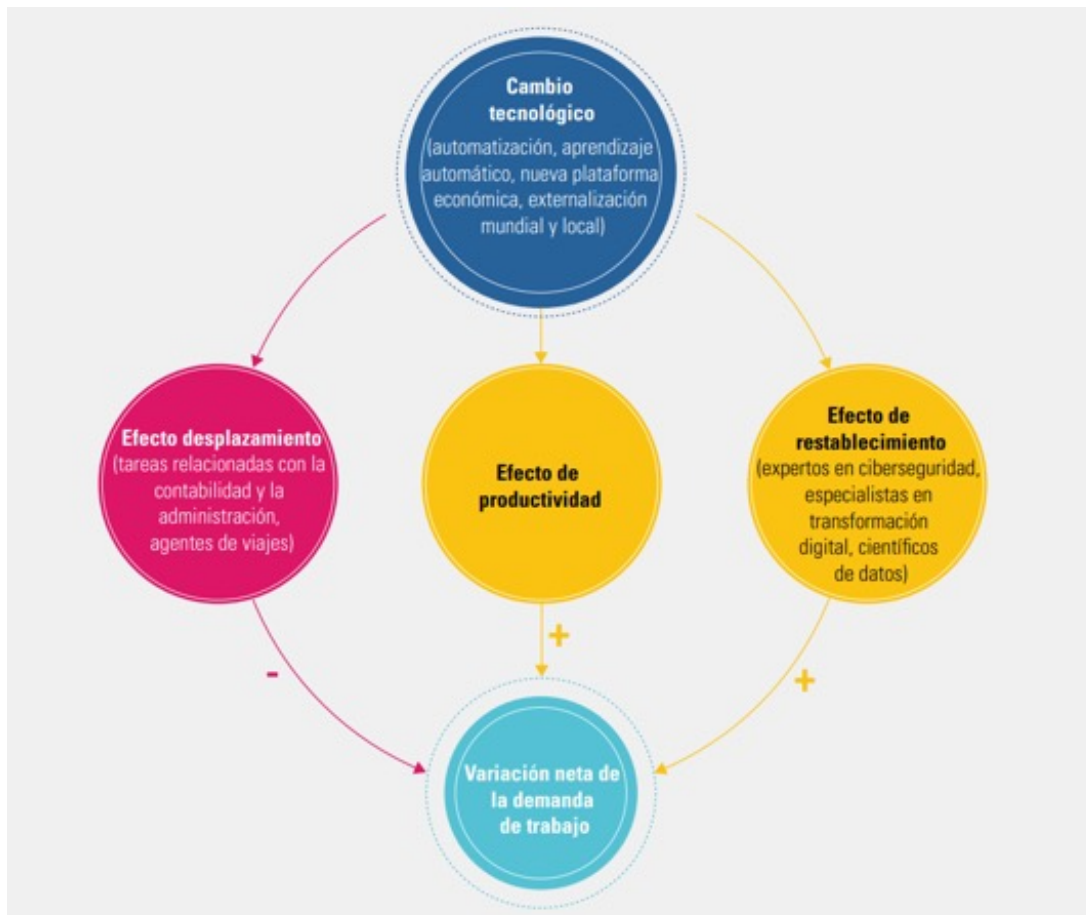 Cambio
tecnológico
(automatización, aprendizaje
automático, nueva plataforma
económica, externalización
mundial y local)
Efecto desplazamiento
(tareas relacionadas con la
contabilidad y la
administración,
agentes de viajes)
Efecto de
productividad
Efecto de
restablecimiento
(expertos en ciberseguridad,
especialistas en
transformación
digital, científicos
de datos)
-
+
+
Variación neta de
la demanda
de trabajo